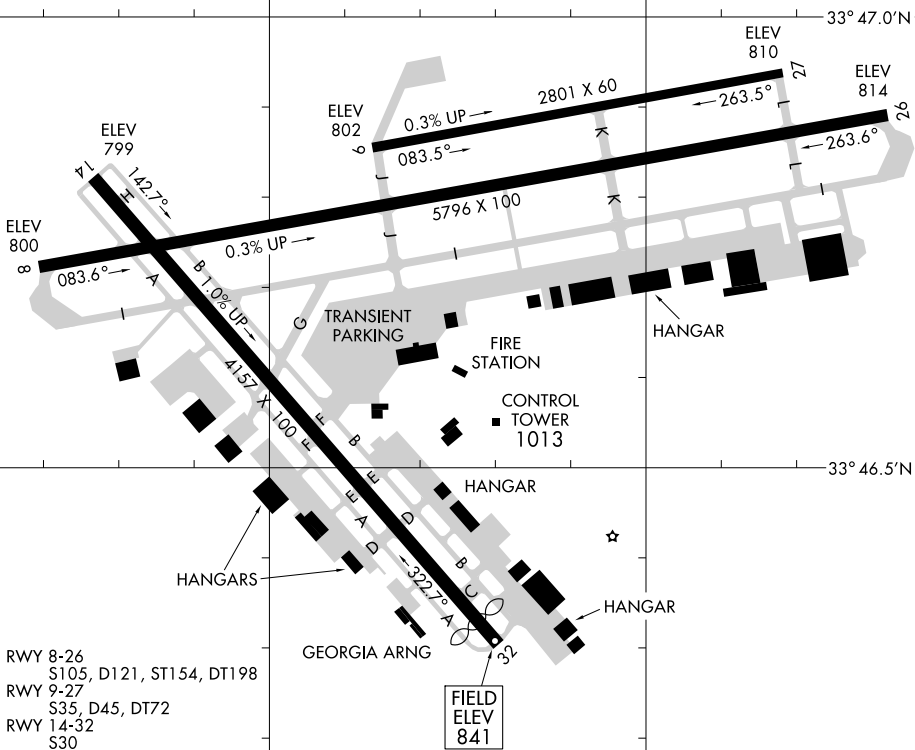 33° 47.0'N
ELEV
810
27
ELEV
814
26
2801 X 60
263.5°
ELEV
802
0.3% UP
083.5°
9
K
L
J
263.6°
ELEV
799
14
142.7°
H
5796 X 100
K
L
I
ELEV
800
8
083.6°
0.3% UP
J
I
A
B
1.0% UP
I
G
TRANSIENT
PARKING
HANGAR
FIRE
STATION
4157 X 100
CONTROL
TOWER
1013
F
F
B
33° 46.5'N
E
E
HANGAR
A
D
D
B
C
HANGARS
322.7°
A
HANGAR
32
GEORGIA ARNG
FIELD
ELEV
841
RWY 8-26
S105, D121, ST154, DT198
RWY 9-27
S35, D45, DT72
RWY 14-32
S30